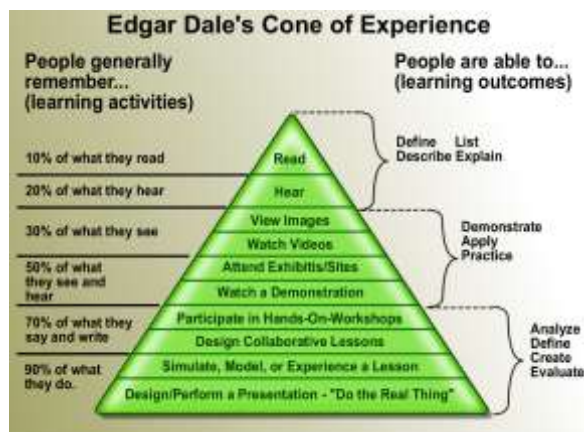 Edgar Dale's Cone of Experience
People generally
remember...
(learning activities)
People are able to...
(learning outcomes)
10% of what they read
20% of what they hear
30% of what they see
50% of what
they see and
hear
70% of what they
say and write
90% of what
they do.
Read
Hear
View Images
Watch Videos
Attend Exhibitis/Sites
Watch a Demonstration
Participate in Hands-On-Workshops
Design Collaborative Lessons
Simulate, Model, or Experience a Lesson
Design/Perform a Presentation - "Do the Real Thing"
Define List
Describe Explain
Demonstrate
Apply
Practice
Analyze
Define
Create
Evaluate